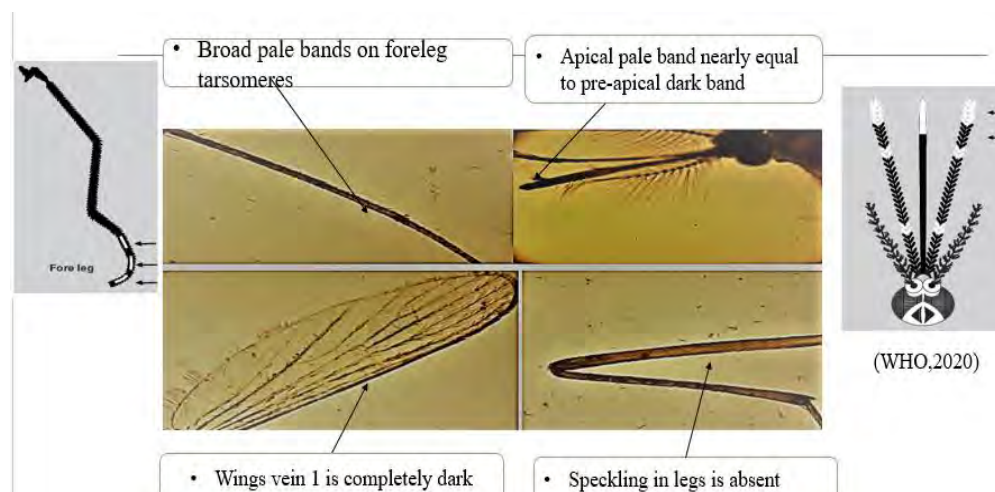 • Broad pale bands on foreleg
tarsomeres
• Apical pale band nearly equal
to pre-apical dark band
Fore leg
(WHO,2020)
• Wings vein 1 is completely dark
• Speckling in legs is absent